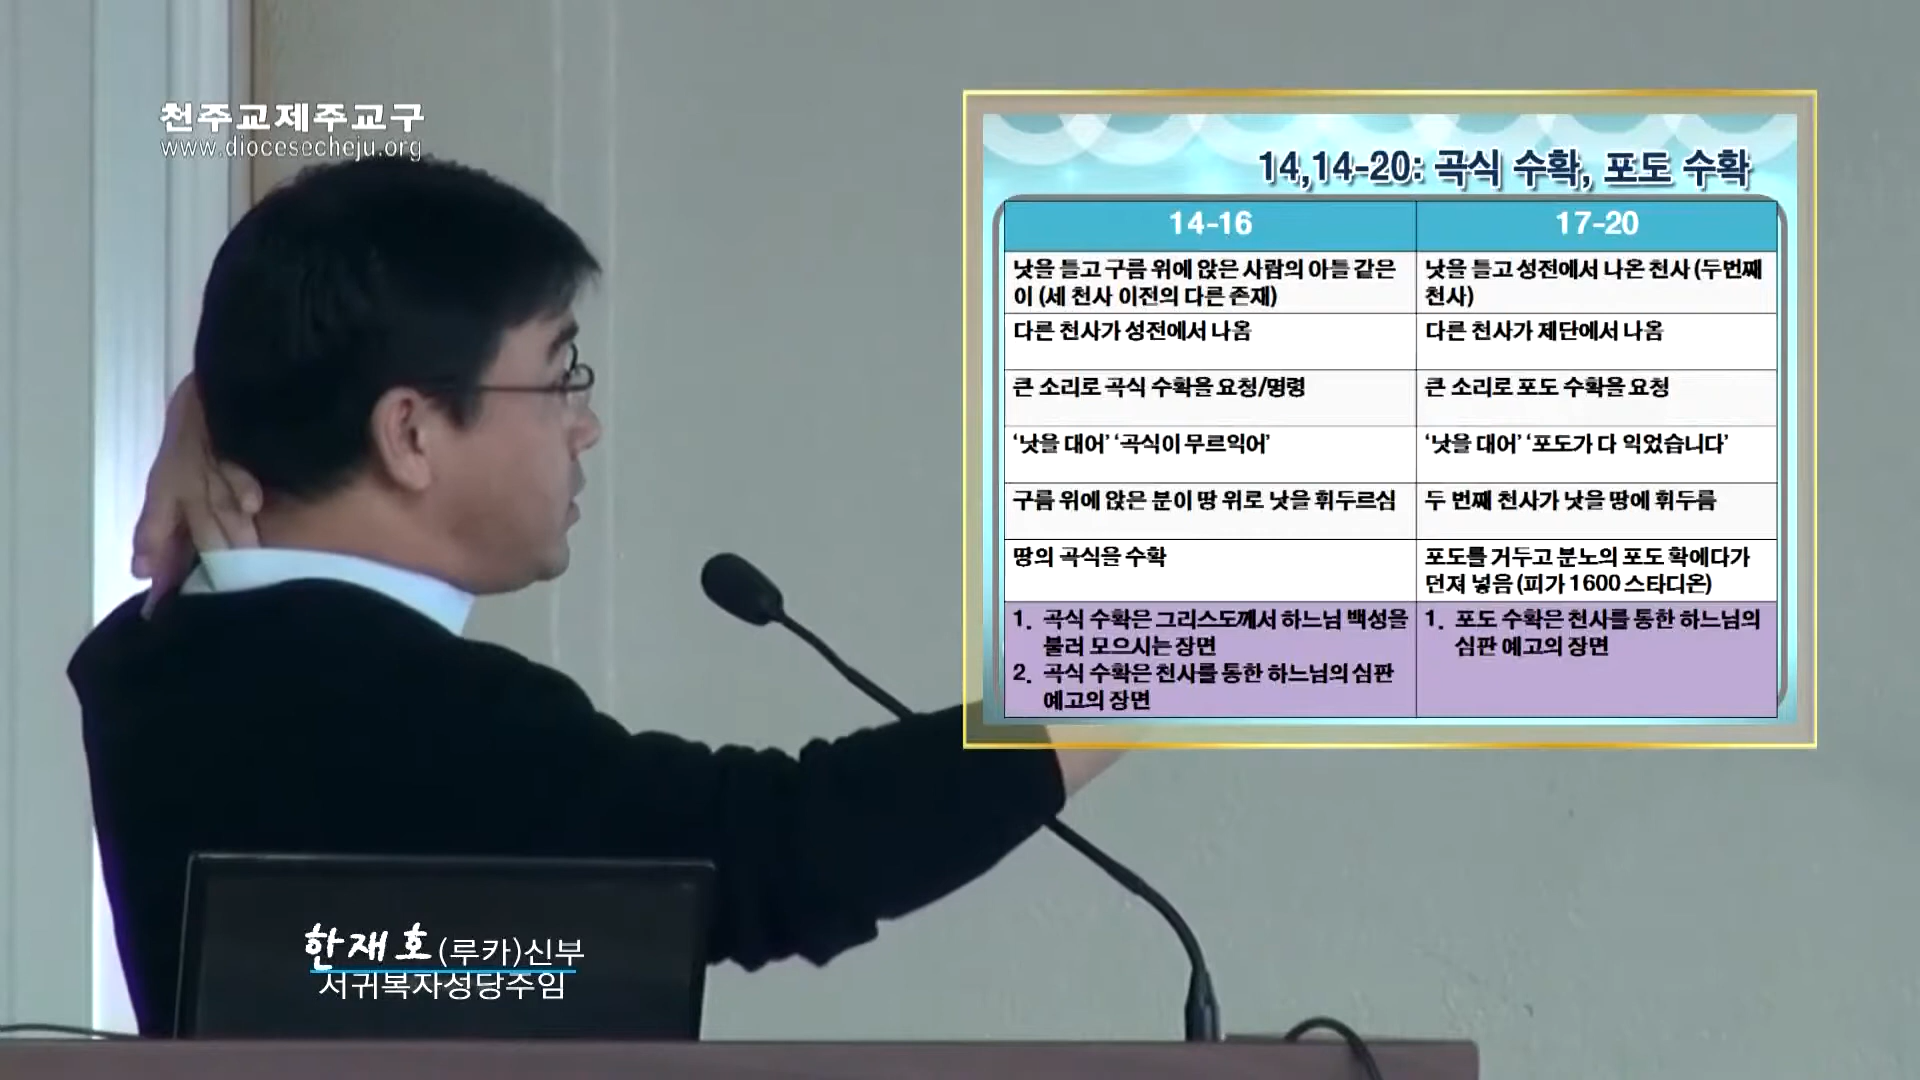 천주교제주교구
www.diocesecheju.org
14,14-20: 곡식 수확, 포도 수확
14-16
17-20
낫을 들고 구름 위에 앉은 사람의 아들 같은
이 (세 천사 이전의 다른 존재)
낫을 들고 성전에서 나온 천사 (두번째
천사)
다른 천사가 성전에서 나옴
다른 천사가 제단에서 나옴
큰 소리로 곡식 수확을 요청/명령
큰 소리로 포도 수확을 요청
‘낫을 대어’ ‘곡식이 무르익어’
‘낫을 대어’ ‘포도가 다 익었습니다’
구름 위에 앉은 분이 땅 위로 낫을 휘두르심
두 번째 천사가 낫을 땅에 휘두름
땅의 곡식을 수확
포도를 거두고 분노의 포도 확에다가
던져 넣음 (피가 1600 스타디온)
1. 곡식 수확은 그리스도께서 하느님 백성을
불러 모으시는 장면
2. 곡식 수확은 천사를 통한 하느님의 심판
예고의 장면
1. 포도 수확은 천사를 통한 하느님의
심판 예고의 장면
한재호(루카)신부
서귀복자성당주임